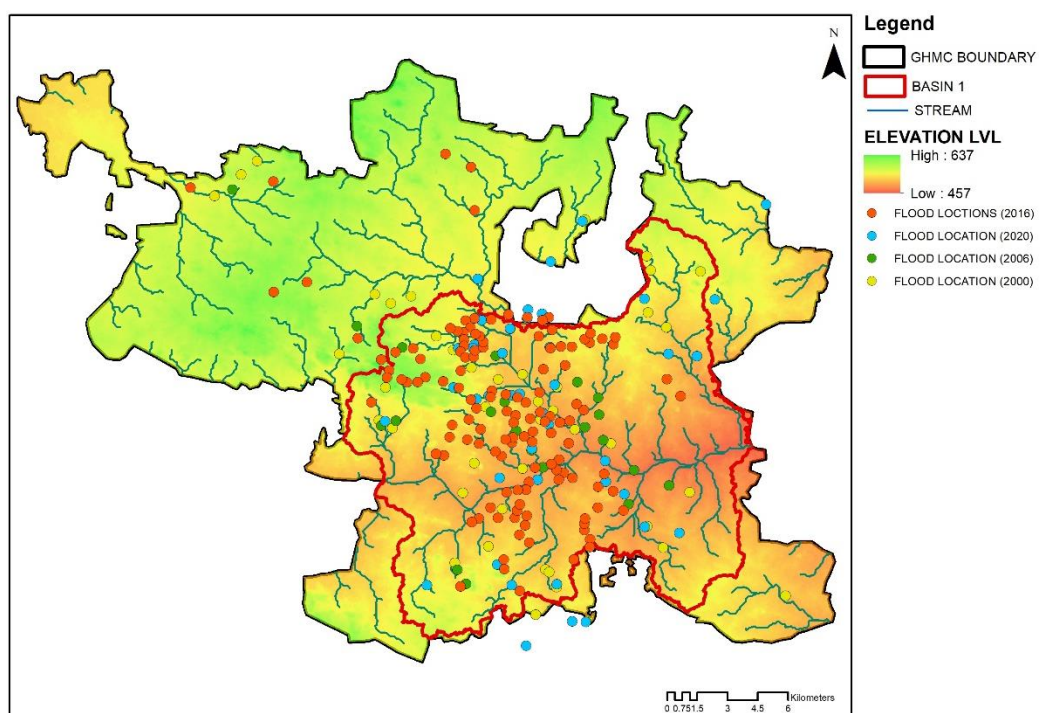 N
Legend
GHMC BOUNDARY
BASIN 1
STREAM
ELEVATION LVL
High : 637
Low : 457
FLOOD LOCTIONS (2016)
FLOOD LOCATION (2020)
FLOOD LOCATION (2006)
FLOOD LOCATION (2000)
Kilometers
0 0.751.5 3 4.5 6